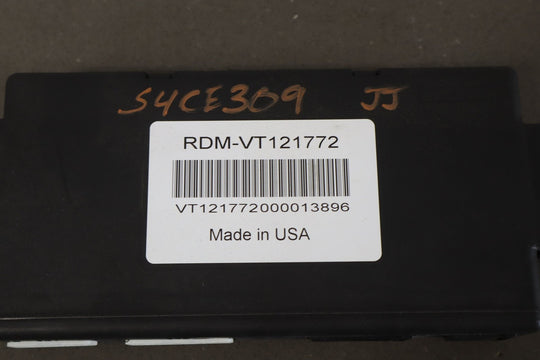 S4CE309 JJ
RDM-VT121772
VT121772000013896
Made in USA